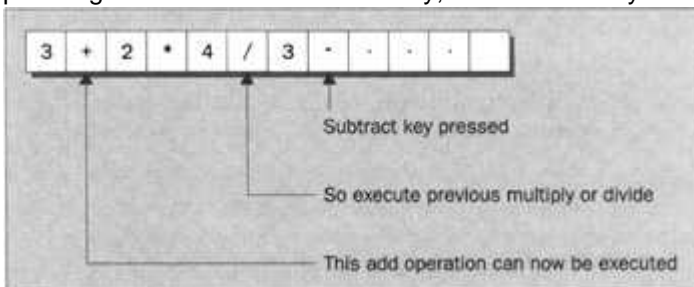 3 + 2 * 4 / 3 - · · ·
Subtract key pressed
So execute previous multiply or divide
This add operation can now be executed